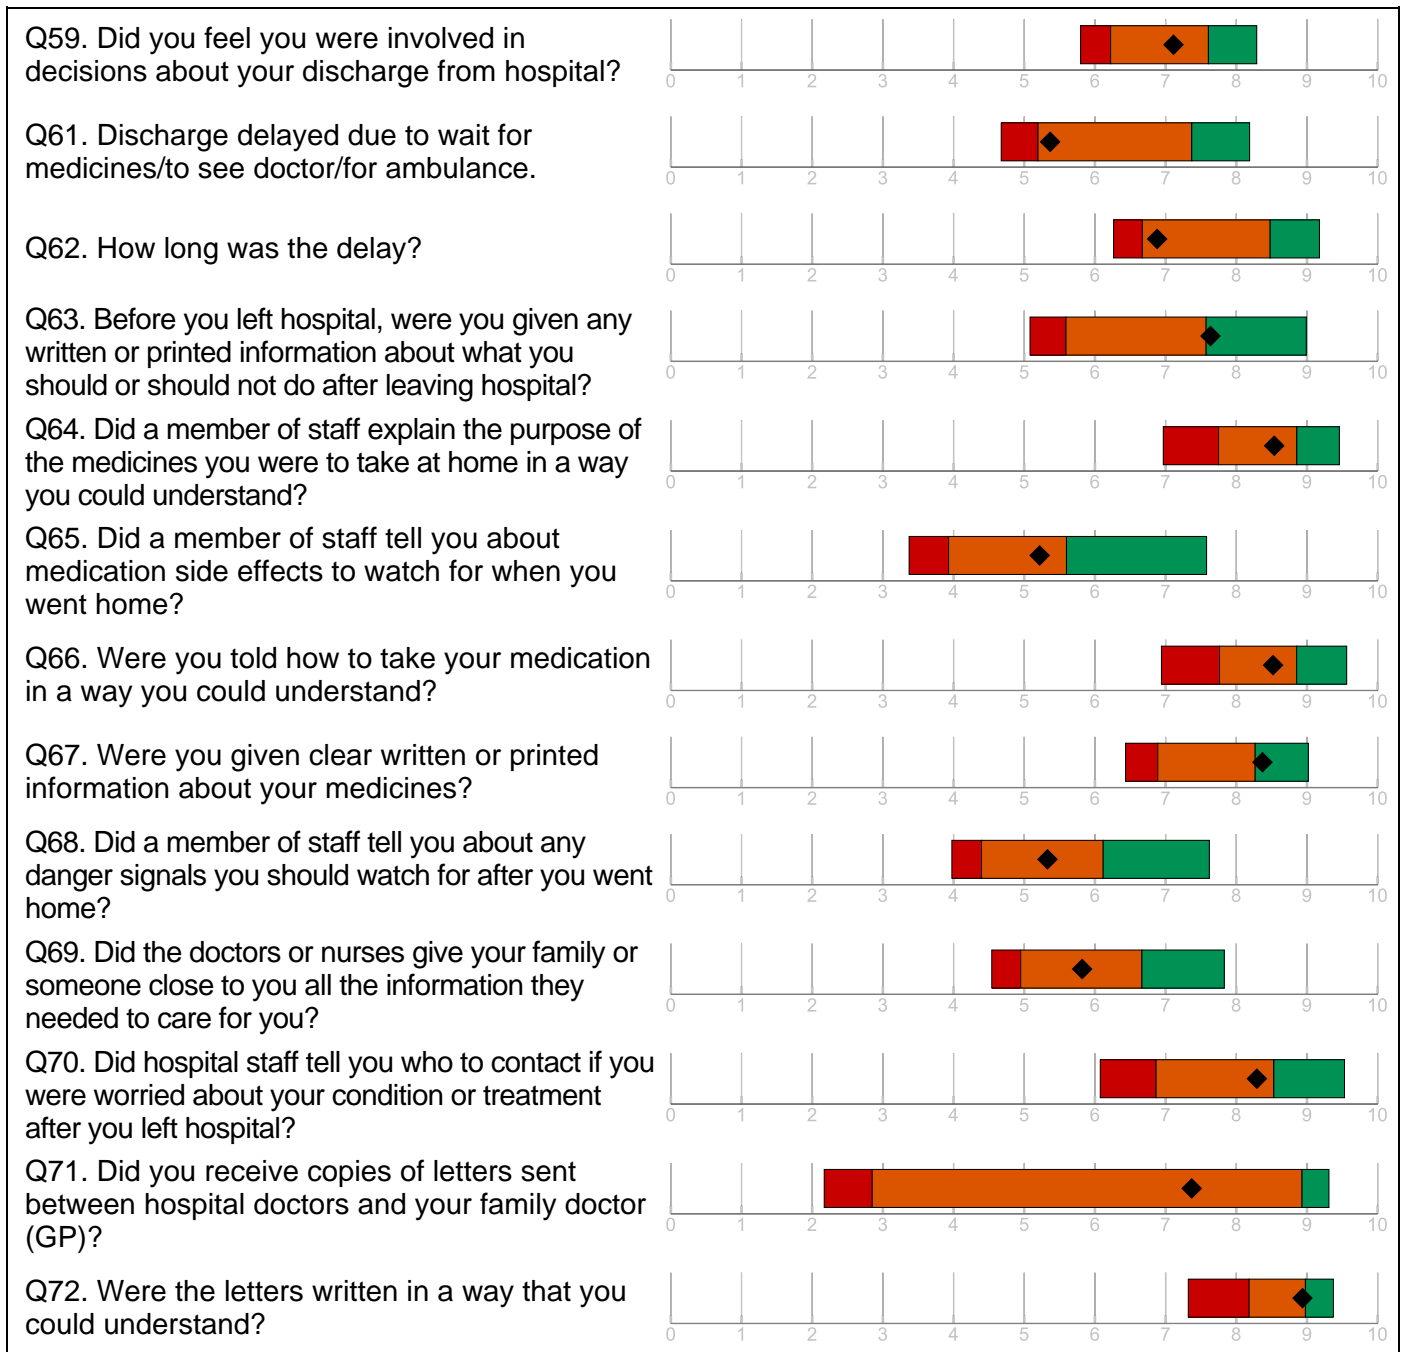 Q59. Did you feel you were involved in
decisions about your discharge from hospital?
0 1 2 3 4 5 6 7 8 9 10
Q61. Discharge delayed due to wait for
medicines/to see doctor/for ambulance.
0 1 2 3 4 5 6 7 8 9 10
Q62. How long was the delay?
0 1 2 3 4 5 6 7 8 9 10
Q63. Before you left hospital, were you given any
written or printed information about what you
should or should not do after leaving hospital?
0 1 2 3 4 5 6 7 8 9 10
Q64. Did a member of staff explain the purpose of
the medicines you were to take at home in a way
you could understand?
0 1 2 3 4 5 6 7 8 9 10
Q65. Did a member of staff tell you about
medication side effects to watch for when you
went home?
0 1 2 3 4 5 6 7 8 9 10
Q66. Were you told how to take your medication
in a way you could understand?
0 1 2 3 4 5 6 7 8 9 10
Q67. Were you given clear written or printed
information about your medicines?
0 1 2 3 4 5 6 7 8 9 10
Q68. Did a member of staff tell you about any
danger signals you should watch for after you went
home?
0 1 2 3 4 5 6 7 8 9 10
Q69. Did the doctors or nurses give your family or
someone close to you all the information they
needed to care for you?
0 1 2 3 4 5 6 7 8 9 10
Q70. Did hospital staff tell you who to contact if you
were worried about your condition or treatment
after you left hospital?
0 1 2 3 4 5 6 7 8 9 10
Q71. Did you receive copies of letters sent
between hospital doctors and your family doctor
(GP)?
0 1 2 3 4 5 6 7 8 9 10
Q72. Were the letters written in a way that you
could understand?
0 1 2 3 4 5 6 7 8 9 10